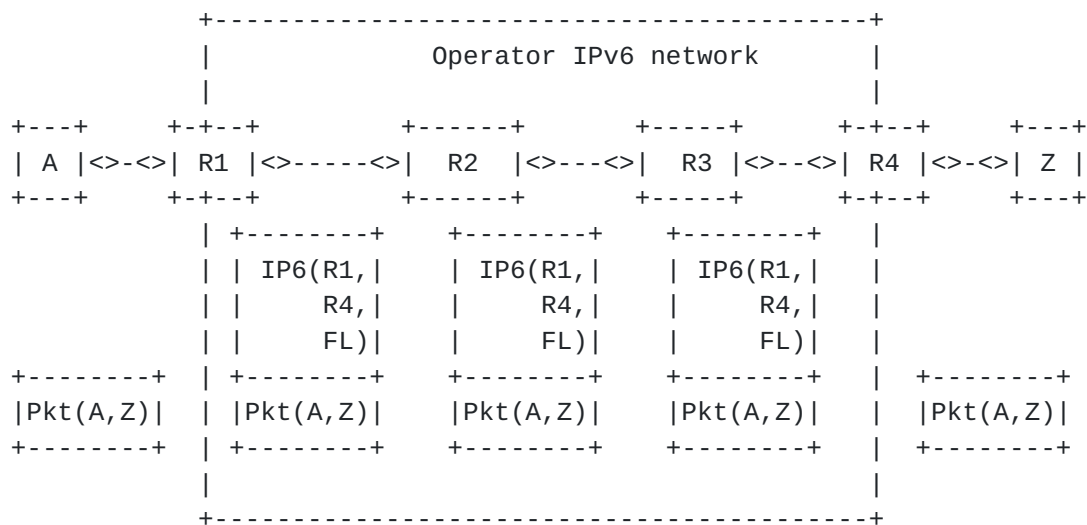 Operator IPv6 network
A <>-<> R1 <>-----<> R2 <>---<> R3 <>--<> R4 <>-<> Z
IP6(R1, IP6(R1, IP6(R1,
R4, R4, R4,
FL) FL) FL)
Pkt(A,Z) Pkt(A,Z) Pkt(A,Z) Pkt(A,Z) Pkt(A,Z)